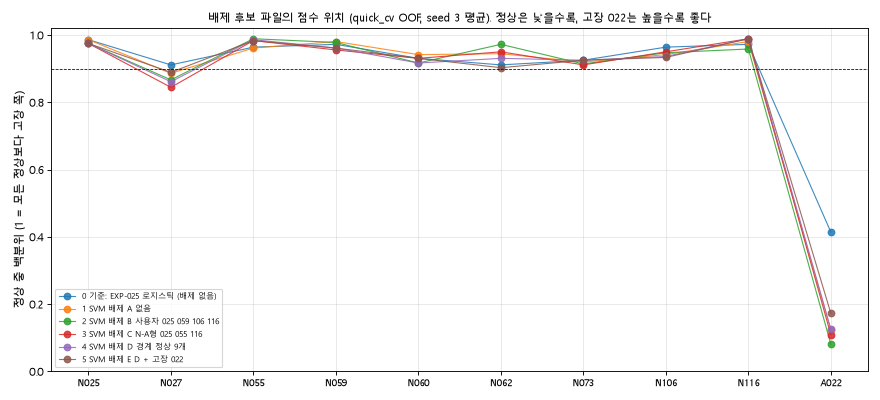 배제 후보 파일의 점수 위치 (quick_cv OOF, seed 3 평균). 정상은 낮을수록, 고장 022는 높을수록 좋다
정상 중 백분위 (1 = 모든 정상보다 고장 쪽)
1.0
0.8
0.6
0.4
0.2
0.0
0 기준: EXP-025 로지스틱 (배제 없음)
1 SVM 배제 A 없음
2 SVM 배제 B 사용자 025 059 106 116
3 SVM 배제 C N-A형 025 055 116
4 SVM 배제 D 경계 정상 9개
5 SVM 배제 E D + 고장 022
N025 N027 N055 N059 N060 N062 N073 N106 N116 A022